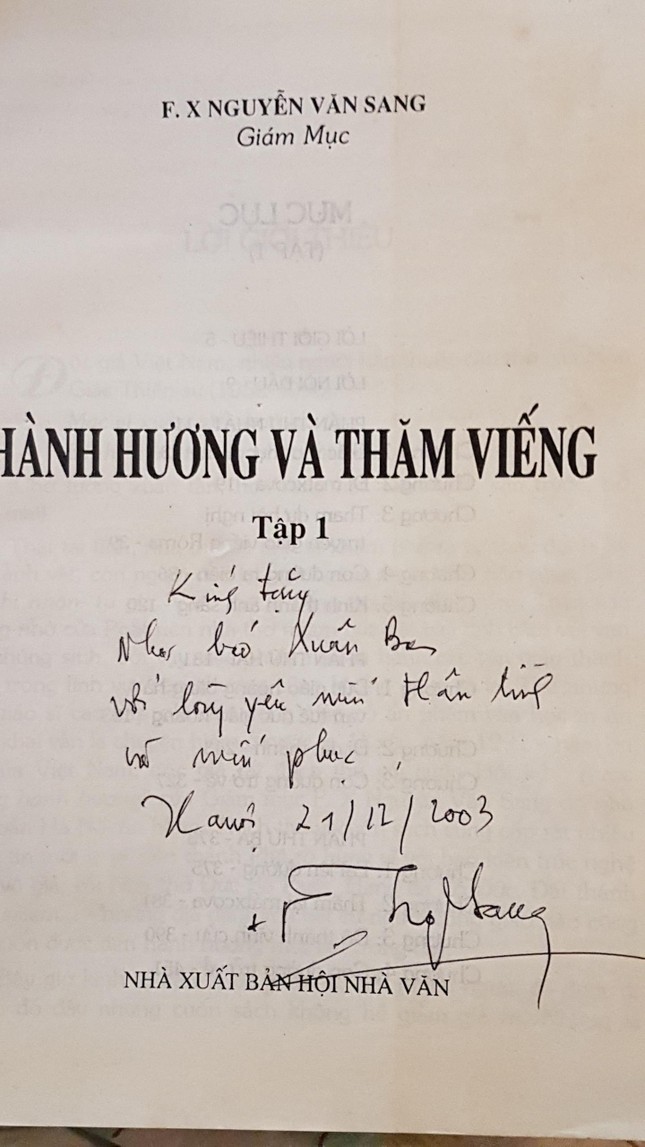 F. X NGUYỄN VĂN SANG
Giám Mục
HÀNH HƯƠNG VÀ THĂM VIẾNG
Tập 1
Kính tặng
Nhà báo Xuân Ba
với lòng yêu mến thân tình
và mến phục
Hanội 21/12/2003
NHÀ XUẤT BẢN HỘI NHÀ VĂN